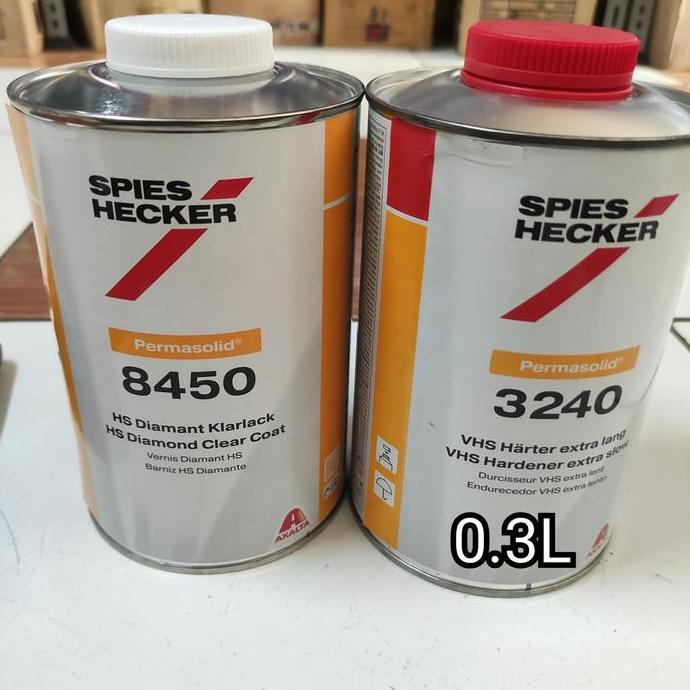 SPIES
HECKER
Permasolid®
8450
HS Diamant Klarlack
HS Diamond Clear Coat
Vernis Diamant HS
Barniz HS Diamante
AXALTA
SPIES
HECKER
Permasolid®
3240
VHS Härter extra lang
VHS Hardener extra slow
Durcisseur VHS extra lent
Endurecedor VHS extra lento
0.3L
AXALTA